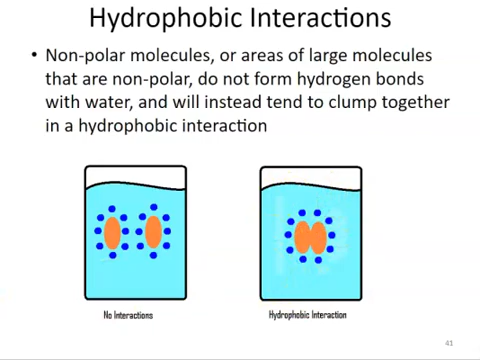 Hydrophobic Interactions
• Non-polar molecules, or areas of large molecules
that are non-polar, do not form hydrogen bonds
with water, and will instead tend to clump together
in a hydrophobic interaction
No Interactions
Hydrophobic Interaction
41